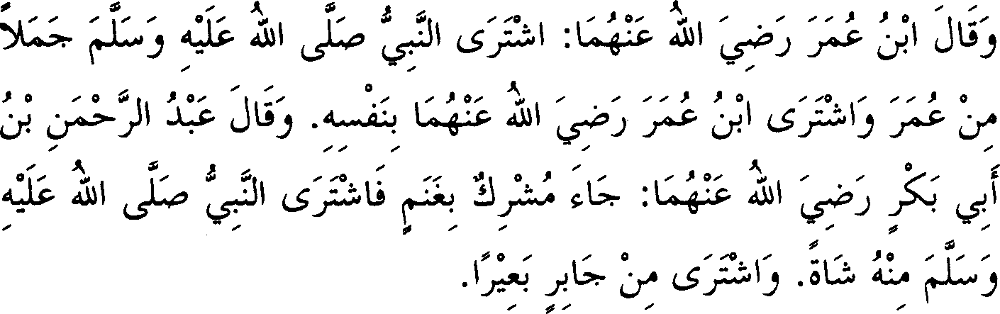 وَقَالَ ابْنُ عُمَرَ رَضِيَ اللهُ عَنْهُمَا: اشْتَرَى النَّبِيُّ صَلَّى اللهُ عَلَيْهِ وَسَلَّمَ جَمَلاً
مِنْ عُمَرَ وَاشْتَرَى ابْنُ عُمَرَ رَضِيَ اللهُ عَنْهُمَا بِنَفْسِهِ. وَقَالَ عَبْدُ الرَّحْمَنِ بْنُ
أَبِي بَكْرٍ رَضِيَ اللهُ عَنْهُمَا: جَاءَ مُشْرِكٌ بِغَنَمٍ فَاشْتَرَى النَّبِيُّ صَلَّى اللهُ عَلَيْهِ
وَسَلَّمَ مِنْهُ شَاةً. وَاشْتَرَى مِنْ جَابِرٍ بَعِيْرًا.